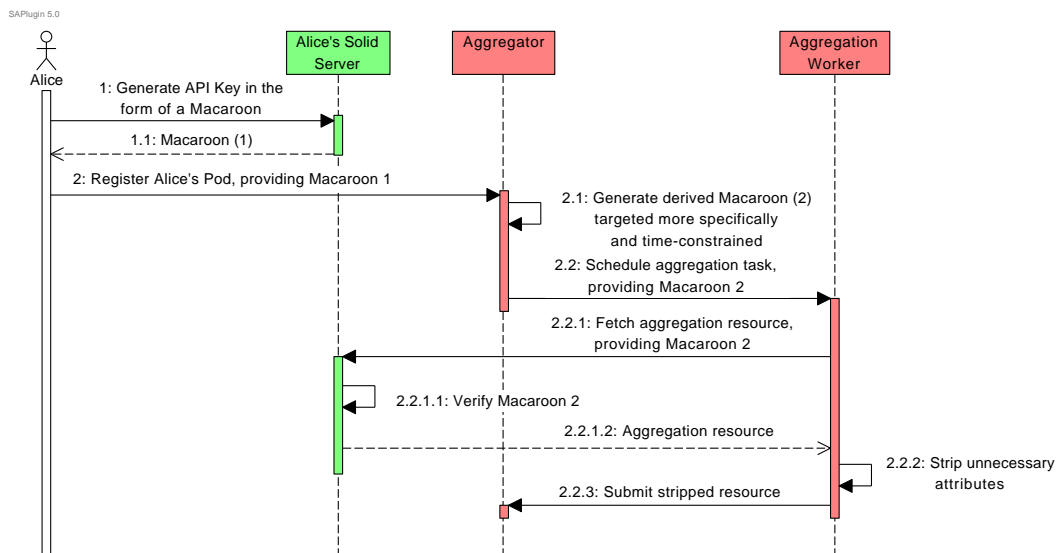 SAPlugin 5.0
Alice's Solid
Server
Aggregator
Aggregation
Worker
Alice
1: Generate API Key in the
form of a Macaroon
1.1: Macaroon (1)
2: Register Alice's Pod, providing Macaroon 1
2.1: Generate derived Macaroon (2)
targeted more specifically
and time-constrained
2.2: Schedule aggregation task,
providing Macaroon 2
2.2.1: Fetch aggregation resource,
providing Macaroon 2
2.2.1.1: Verify Macaroon 2
2.2.1.2: Aggregation resource
2.2.2: Strip unnecessary
attributes
2.2.3: Submit stripped resource